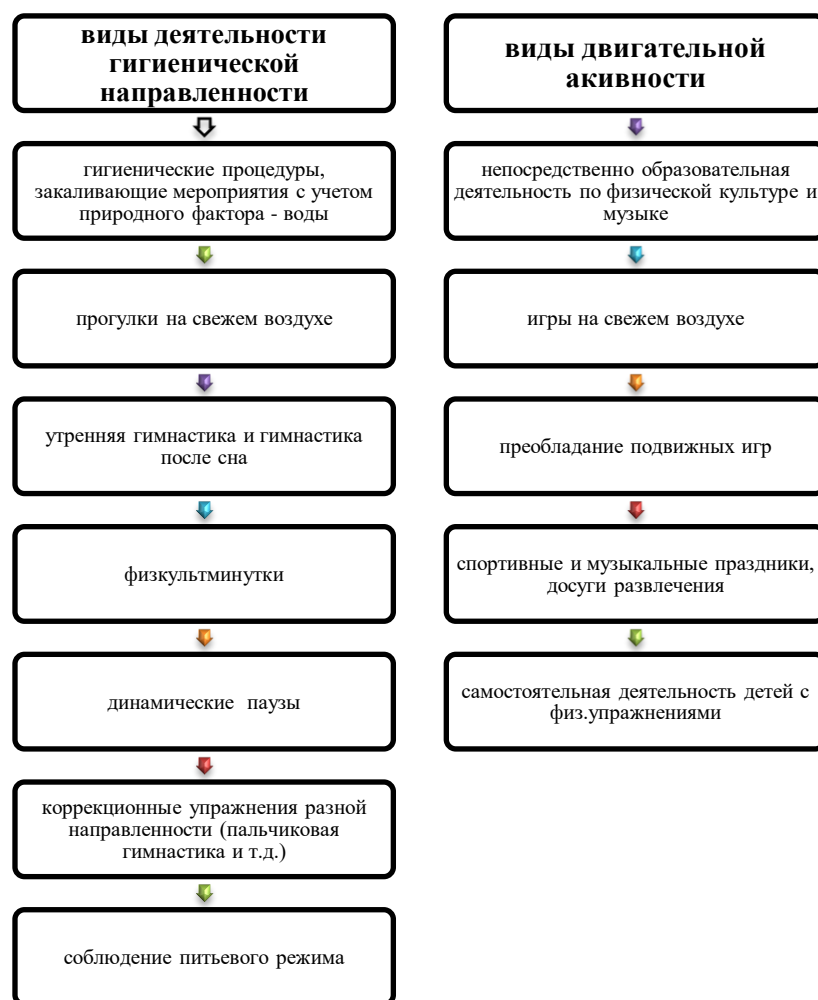 виды деятельности
гигиенической
направленности
гигиенические процедуры,
закаливающие мероприятия с учетом
природного фактора - воды
прогулки на свежем воздухе
утренняя гимнастика и гимнастика
после сна
физкультминутки
динамические паузы
коррекционные упражнения разной
направленности (пальчиковая
гимнастика и т.д.)
соблюдение питьевого режима
виды двигательной
акивности
непосредственно образовательная
деятельность по физической культуре и
музыке
игры на свежем воздухе
преобладание подвижных игр
спортивные и музыкальные праздники,
досуги развлечения
самостоятельная деятельность детей с
физ.упражнениями